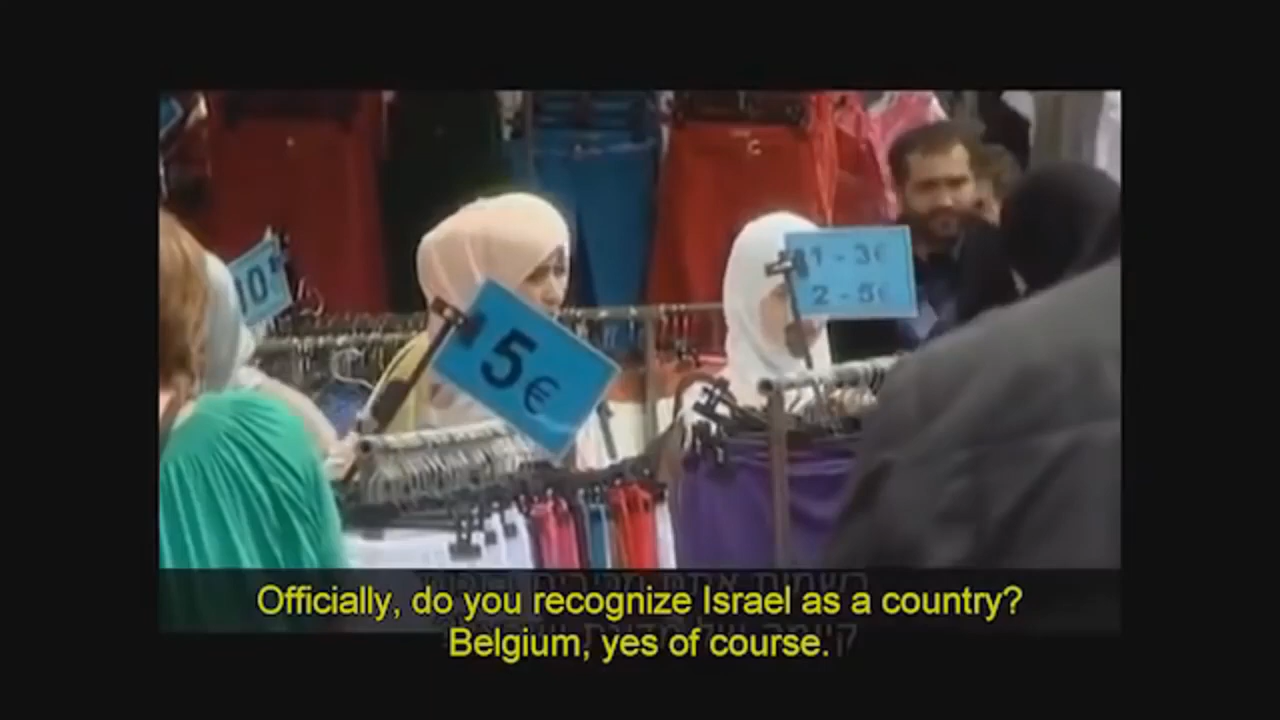 10
5€
1 - 3€
2 - 5€
Officially, do you recognize Israel as a country?
Belgium, yes of course.